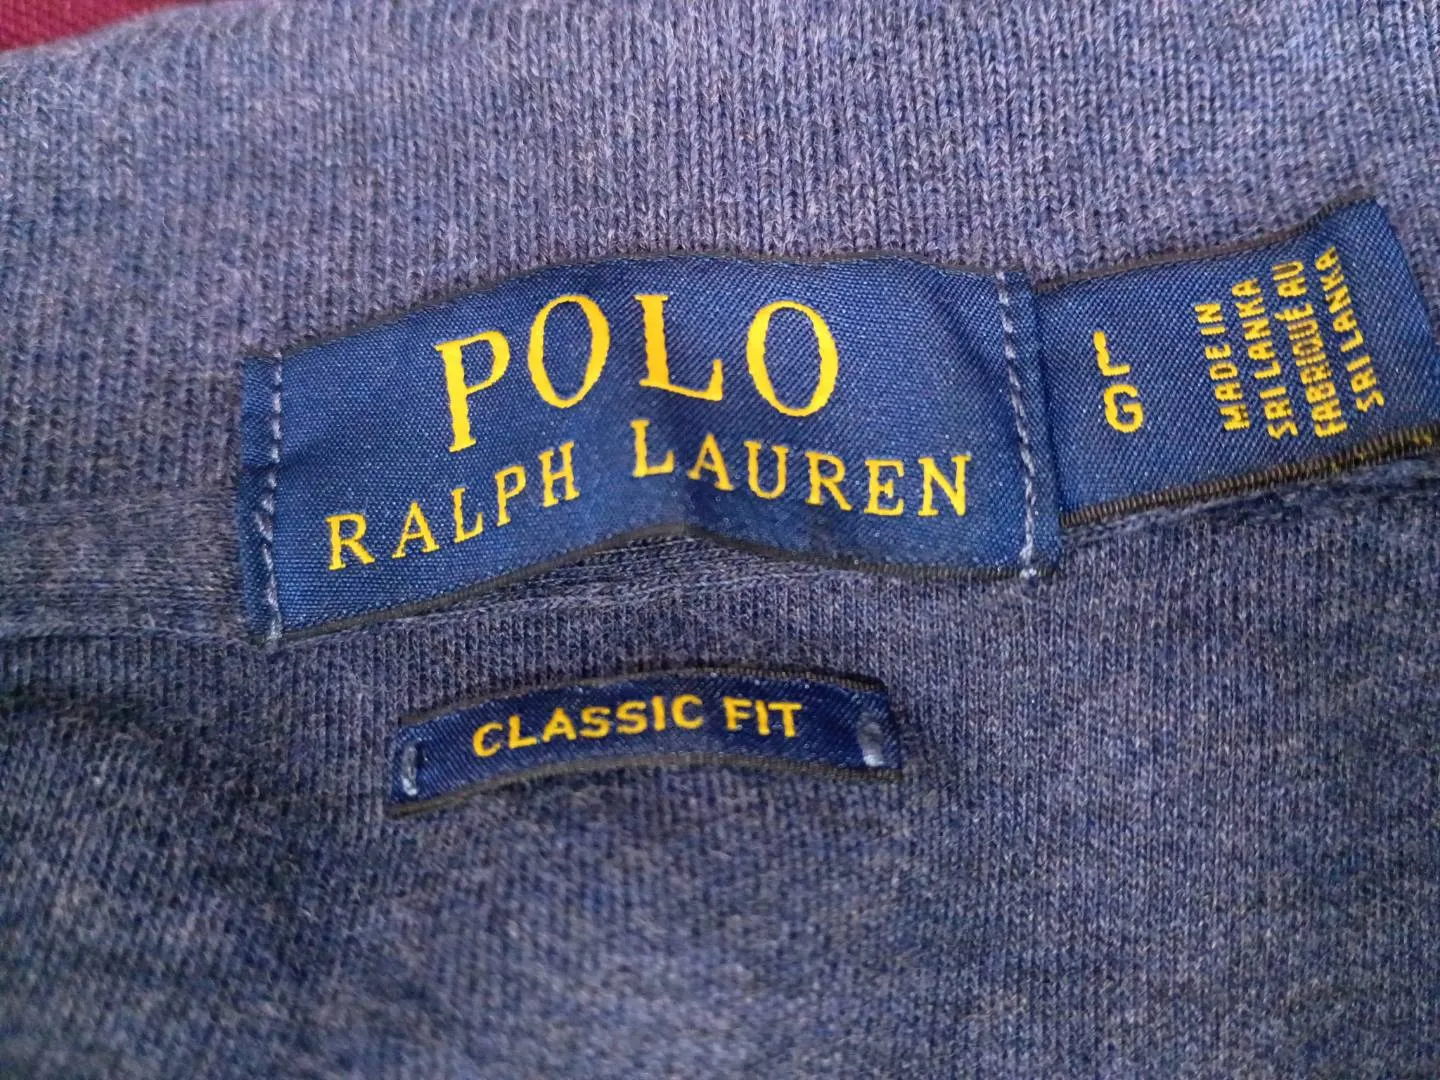 POLO
RALPH LAUREN
L
G
MADE IN
SRI LANKA
FABRIQUÉ AU
SRI LANKA
CLASSIC FIT